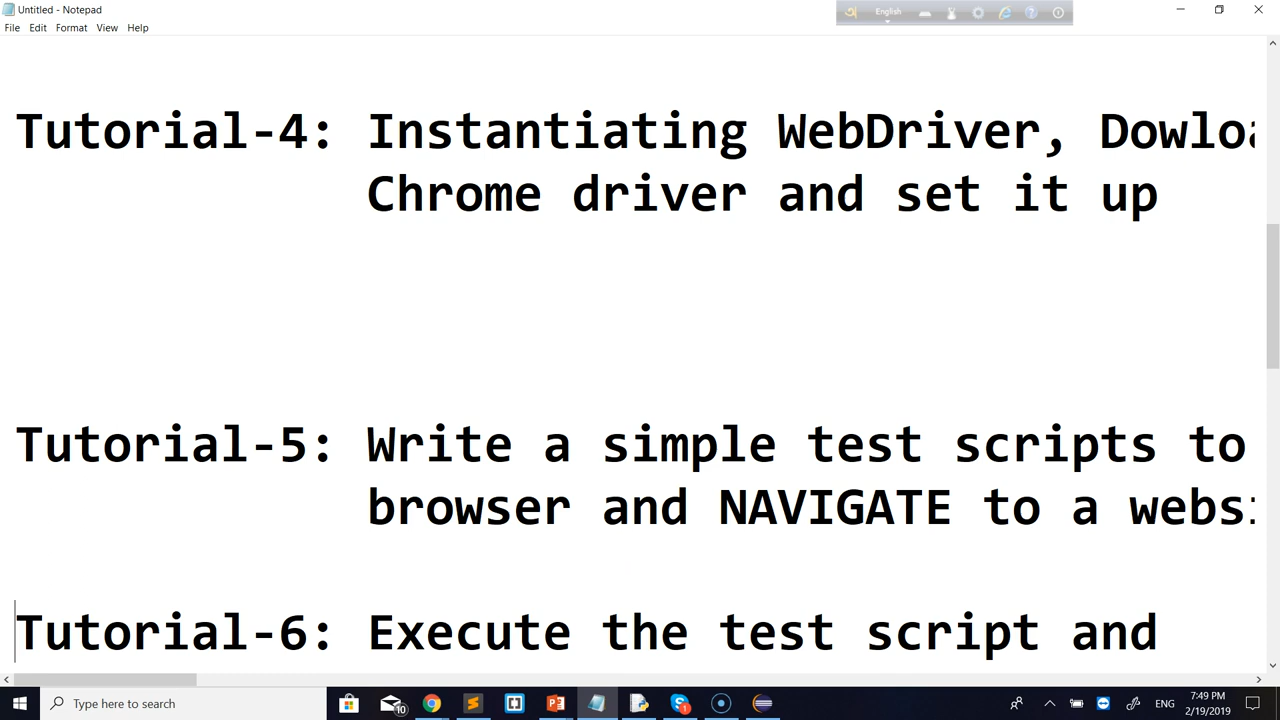 Untitled - Notepad
English
File Edit Format View Help
Tutorial-4: Instantiating WebDriver,
Chrome driver and set it up
Tutorial-5: Write a simple test scripts to
browser and NAVIGATE to a
Tutorial-6: Execute the test script and
Type here to search
10
ENG
7:49 PM
2/19/2019